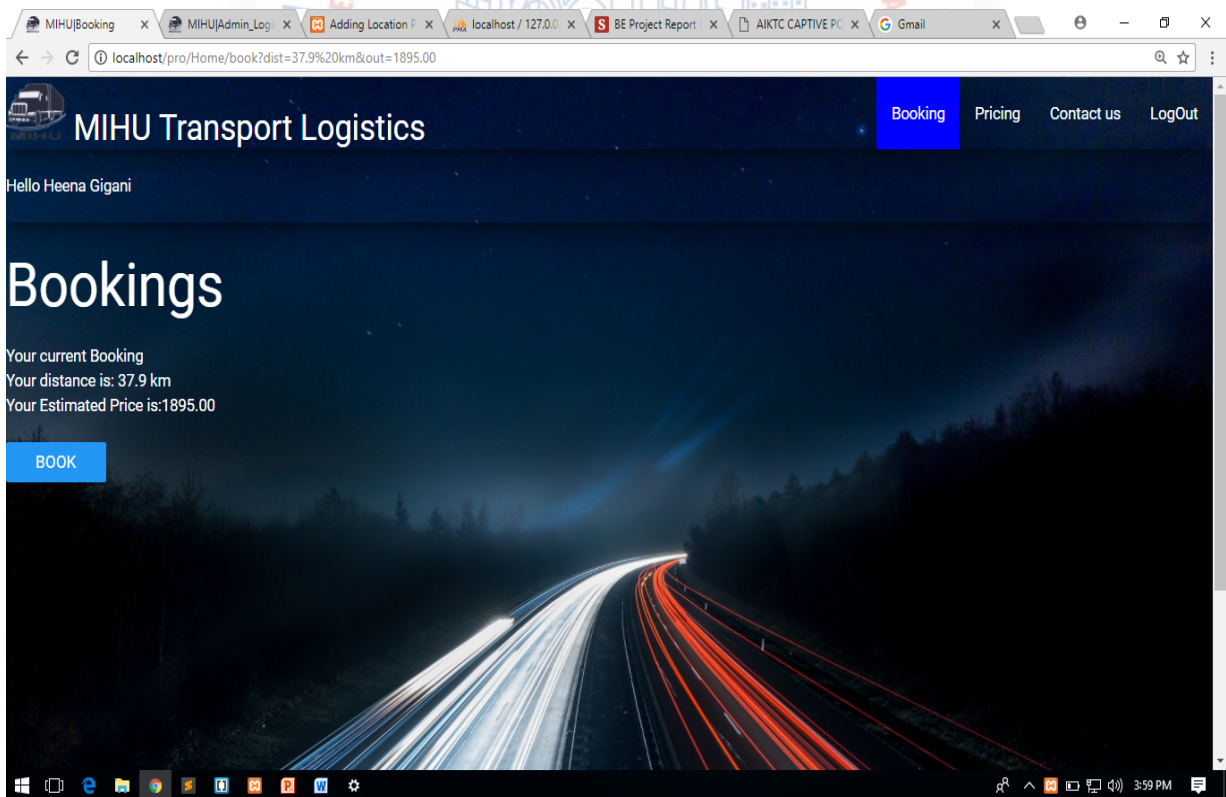 MIHU|Booking MIHU|Admin_Logi Adding Location P localhost / 127.0.0 BE Project Report ( AIKTC CAPTIVE PO Gmail
localhost/pro/Home/book?dist=37.9%20km&out=1895.00
MIHU
MIHU Transport Logistics
Booking Pricing Contact us LogOut
Hello Heena Gigani
Bookings
Your current Booking
Your distance is: 37.9 km
Your Estimated Price is:1895.00
BOOK
3:59 PM